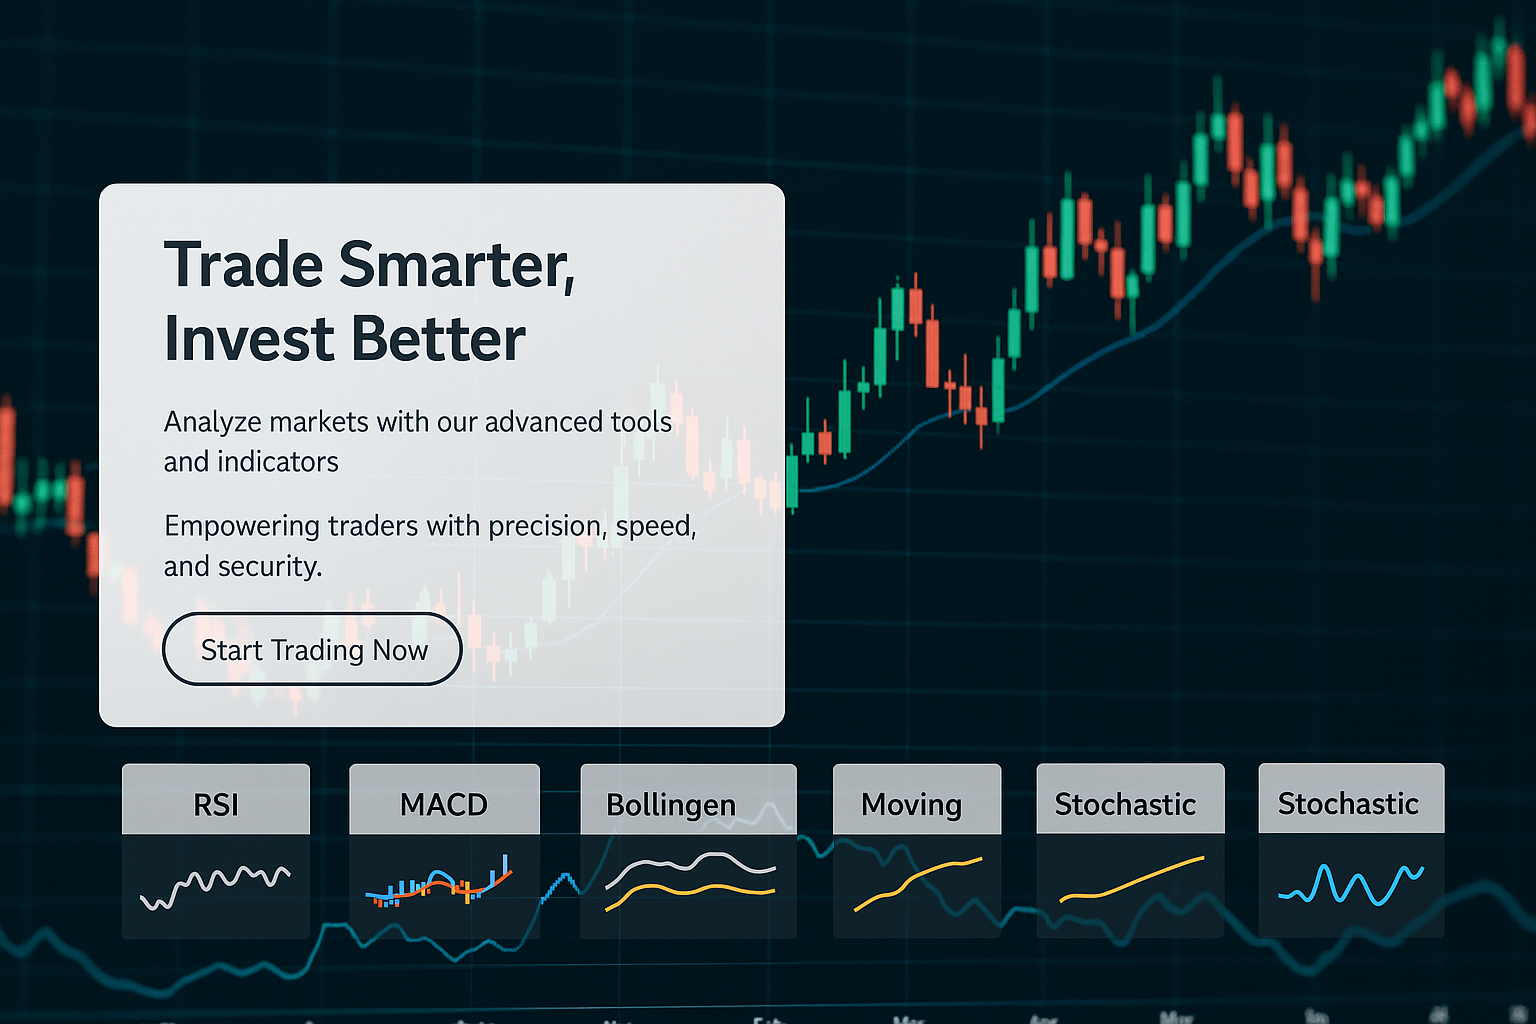 Trade Smarter,
Invest Better
Analyze markets with our advanced tools
and indicators
Empowering traders with precision, speed,
and security.
Start Trading Now
RSI
MACD
Bollingen
Moving
Stochastic
Stochastic